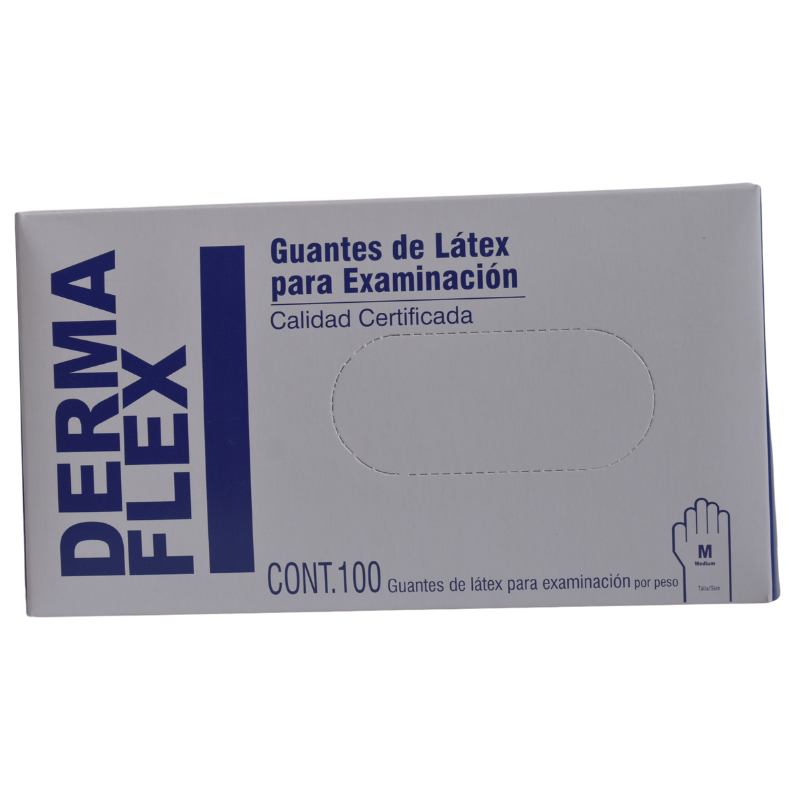 DERMA
FLEX
Guantes de Látex
para Examinación
Calidad Certificada
CONT.100 Guantes de látex para examinación por peso
M
Medium
Talla/Size